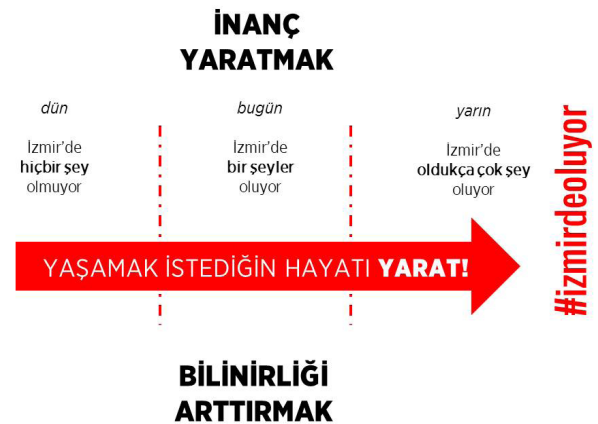 İNANÇ
YARATMAK
dün
İzmir'de
hiçbir şey
olmuyor
bugün
İzmir'de
bir şeyler
oluyor
yarın
İzmir'de
oldukça çok şey
oluyor
#izmirdeoluyor
YAŞAMAK İSTEDİĞİN HAYATI YARAT!
BİLİNİRLİĞİ
ARTTIRMAK